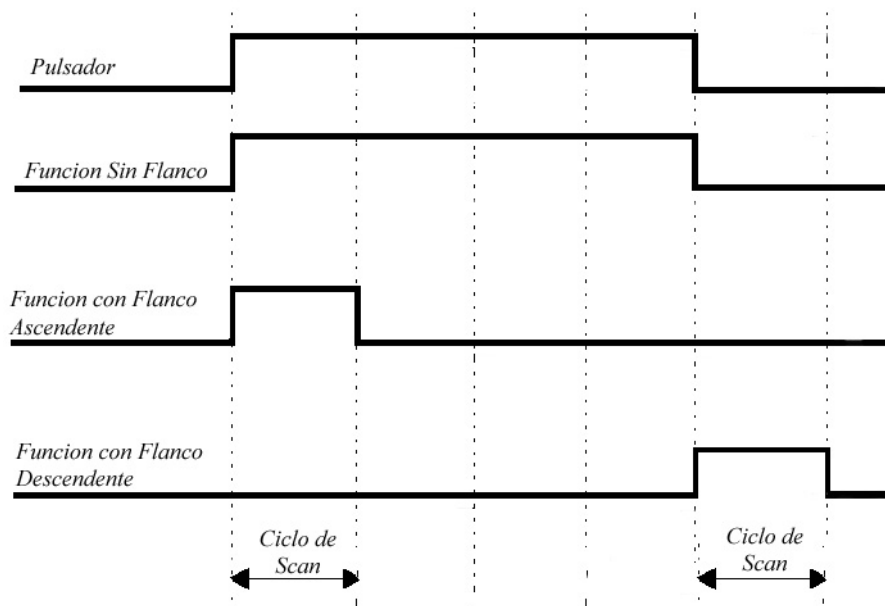 Pulsador
Funcion Sin Flanco
Funcion con Flanco
Ascendente
Funcion con Flanco
Descendente
Ciclo de
Scan
Ciclo de
Scan